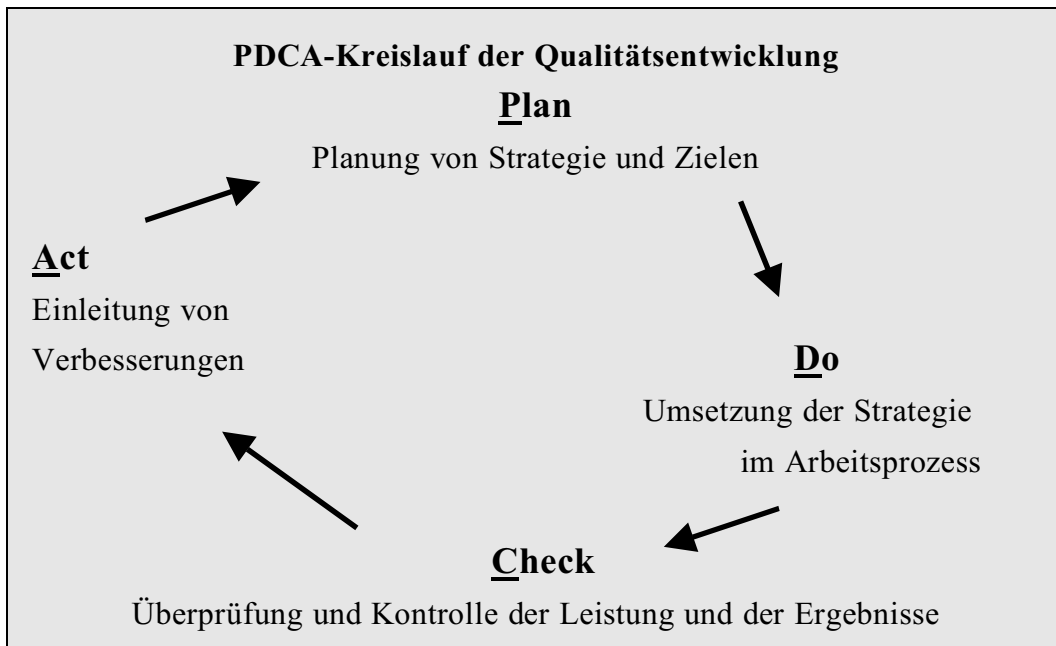 PDCA-Kreislauf der Qualitätsentwicklung
Plan
Planung von Strategie und Zielen
Act
Einleitung von
Verbesserungen
Do
Umsetzung der Strategie
im Arbeitsprozess
Check
Überprüfung und Kontrolle der Leistung und der Ergebnisse